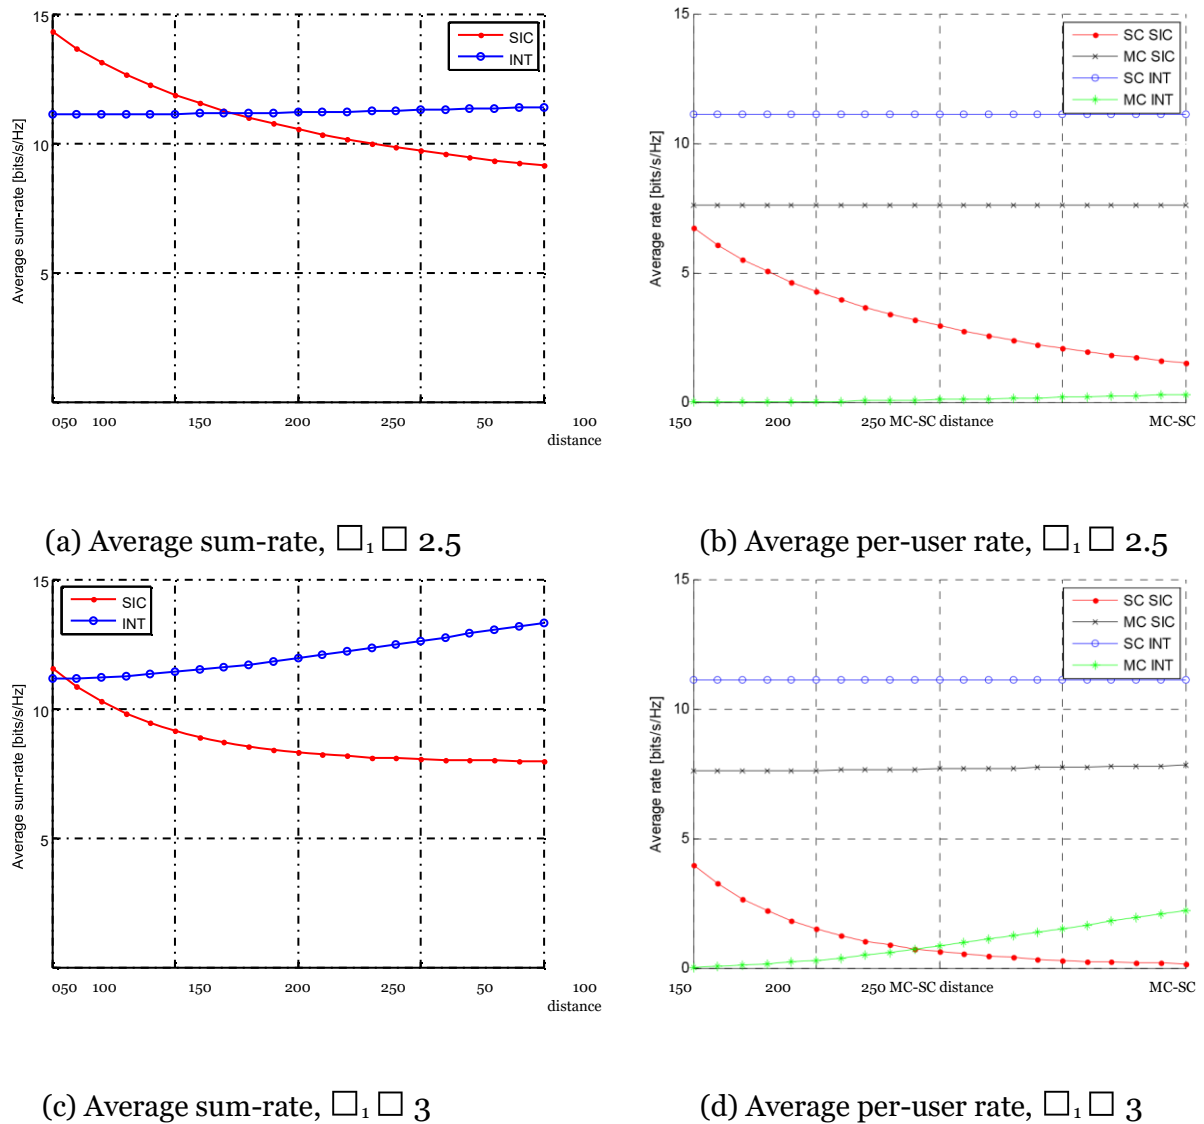 15
SIC
INT
10
5
Average sum-rate [bits/s/Hz]
050 100 150 200 250 50 100
distance
(a) Average sum-rate, □₁ □ 2.5
15
SC SIC
MC SIC
SC INT
MC INT
10
5
0
Average rate [bits/s/Hz]
150 200 250 MC-SC distance MC-SC
(b) Average per-user rate, □₁ □ 2.5
15
SIC
INT
10
5
Average sum-rate [bits/s/Hz]
050 100 150 200 250 50 100
distance
(c) Average sum-rate, □₁ □ 3
15
SC SIC
MC SIC
SC INT
MC INT
10
5
0
Average rate [bits/s/Hz]
150 200 250 MC-SC distance MC-SC
(d) Average per-user rate, □₁ □ 3